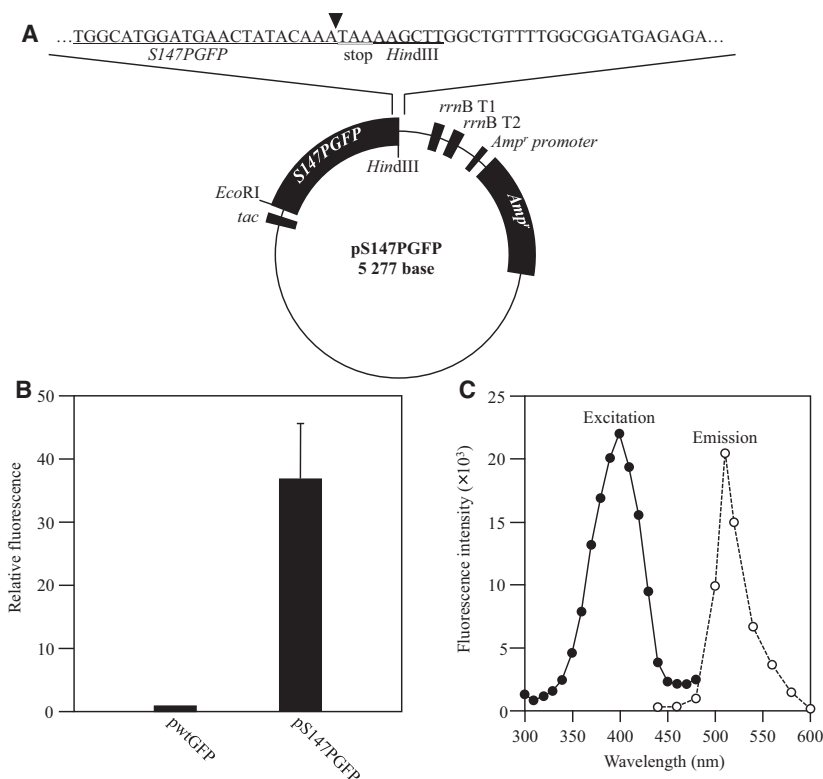 A
...TGGCATGGATGAACTATACAAATAAAAGCTTGGCTGTTTTGGCGGATGAGAGA...
S147PGFP stop HindIII
rrnB T1
rrnB T2
Ampr promoter
S147PGFP
HindIII
EcoRI
tac
Ampr
pS147PGFP
5 277 base
B
50
40
30
20
10
0
Relative fluorescence
pwtGFP
pS147PGFP
C
25
20
15
10
5
0
Fluorescence intensity (×10³)
Excitation
Emission
300 350 400 450 500 550 600
Wavelength (nm)